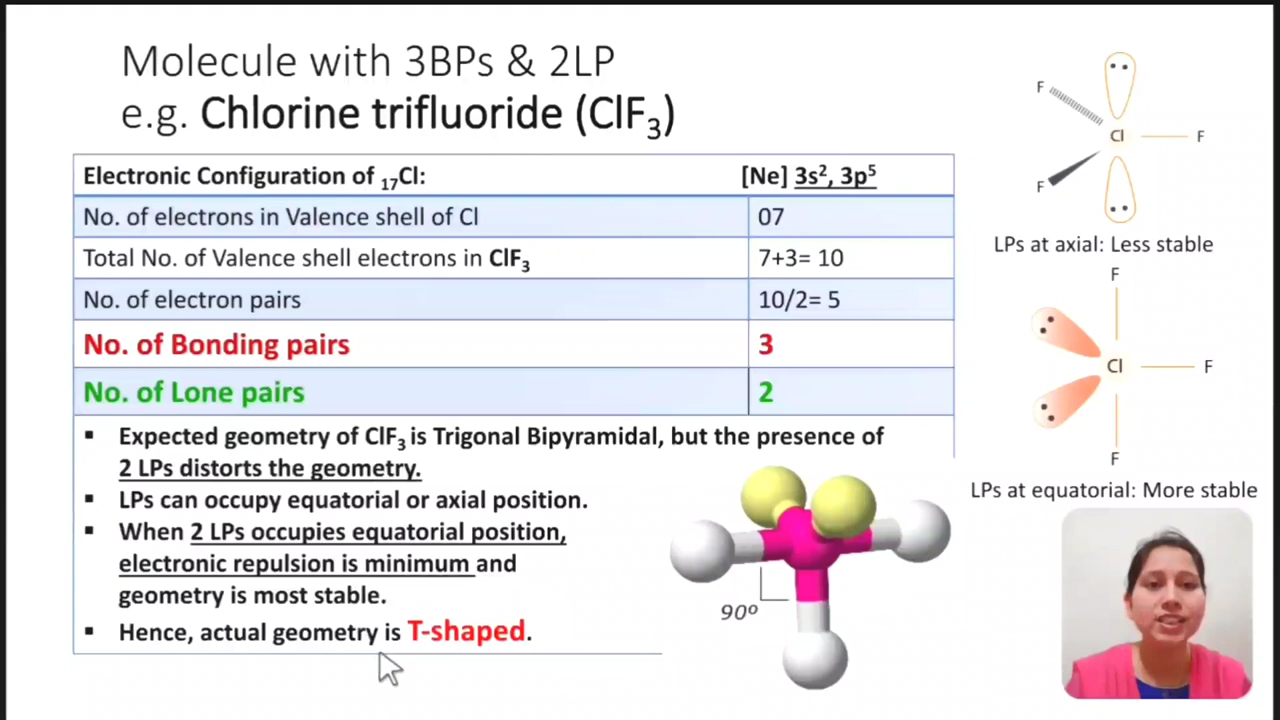 Molecule with 3BPs & 2LP
e.g. Chlorine trifluoride (ClF₃)
Electronic Configuration of ₁₇Cl: [Ne] 3s², 3p⁵
No. of electrons in Valence shell of Cl 07
Total No. of Valence shell electrons in ClF₃ 7+3= 10
No. of electron pairs 10/2= 5
No. of Bonding pairs 3
No. of Lone pairs 2
▪ Expected geometry of ClF₃ is Trigonal Bipyramidal, but the presence of
2 LPs distorts the geometry.
▪ LPs can occupy equatorial or axial position.
▪ When 2 LPs occupies equatorial position,
electronic repulsion is minimum and
geometry is most stable.
▪ Hence, actual geometry is T-shaped.
90º
F
Cl F
F
LPs at axial: Less stable
F
Cl F
F
LPs at equatorial: More stable